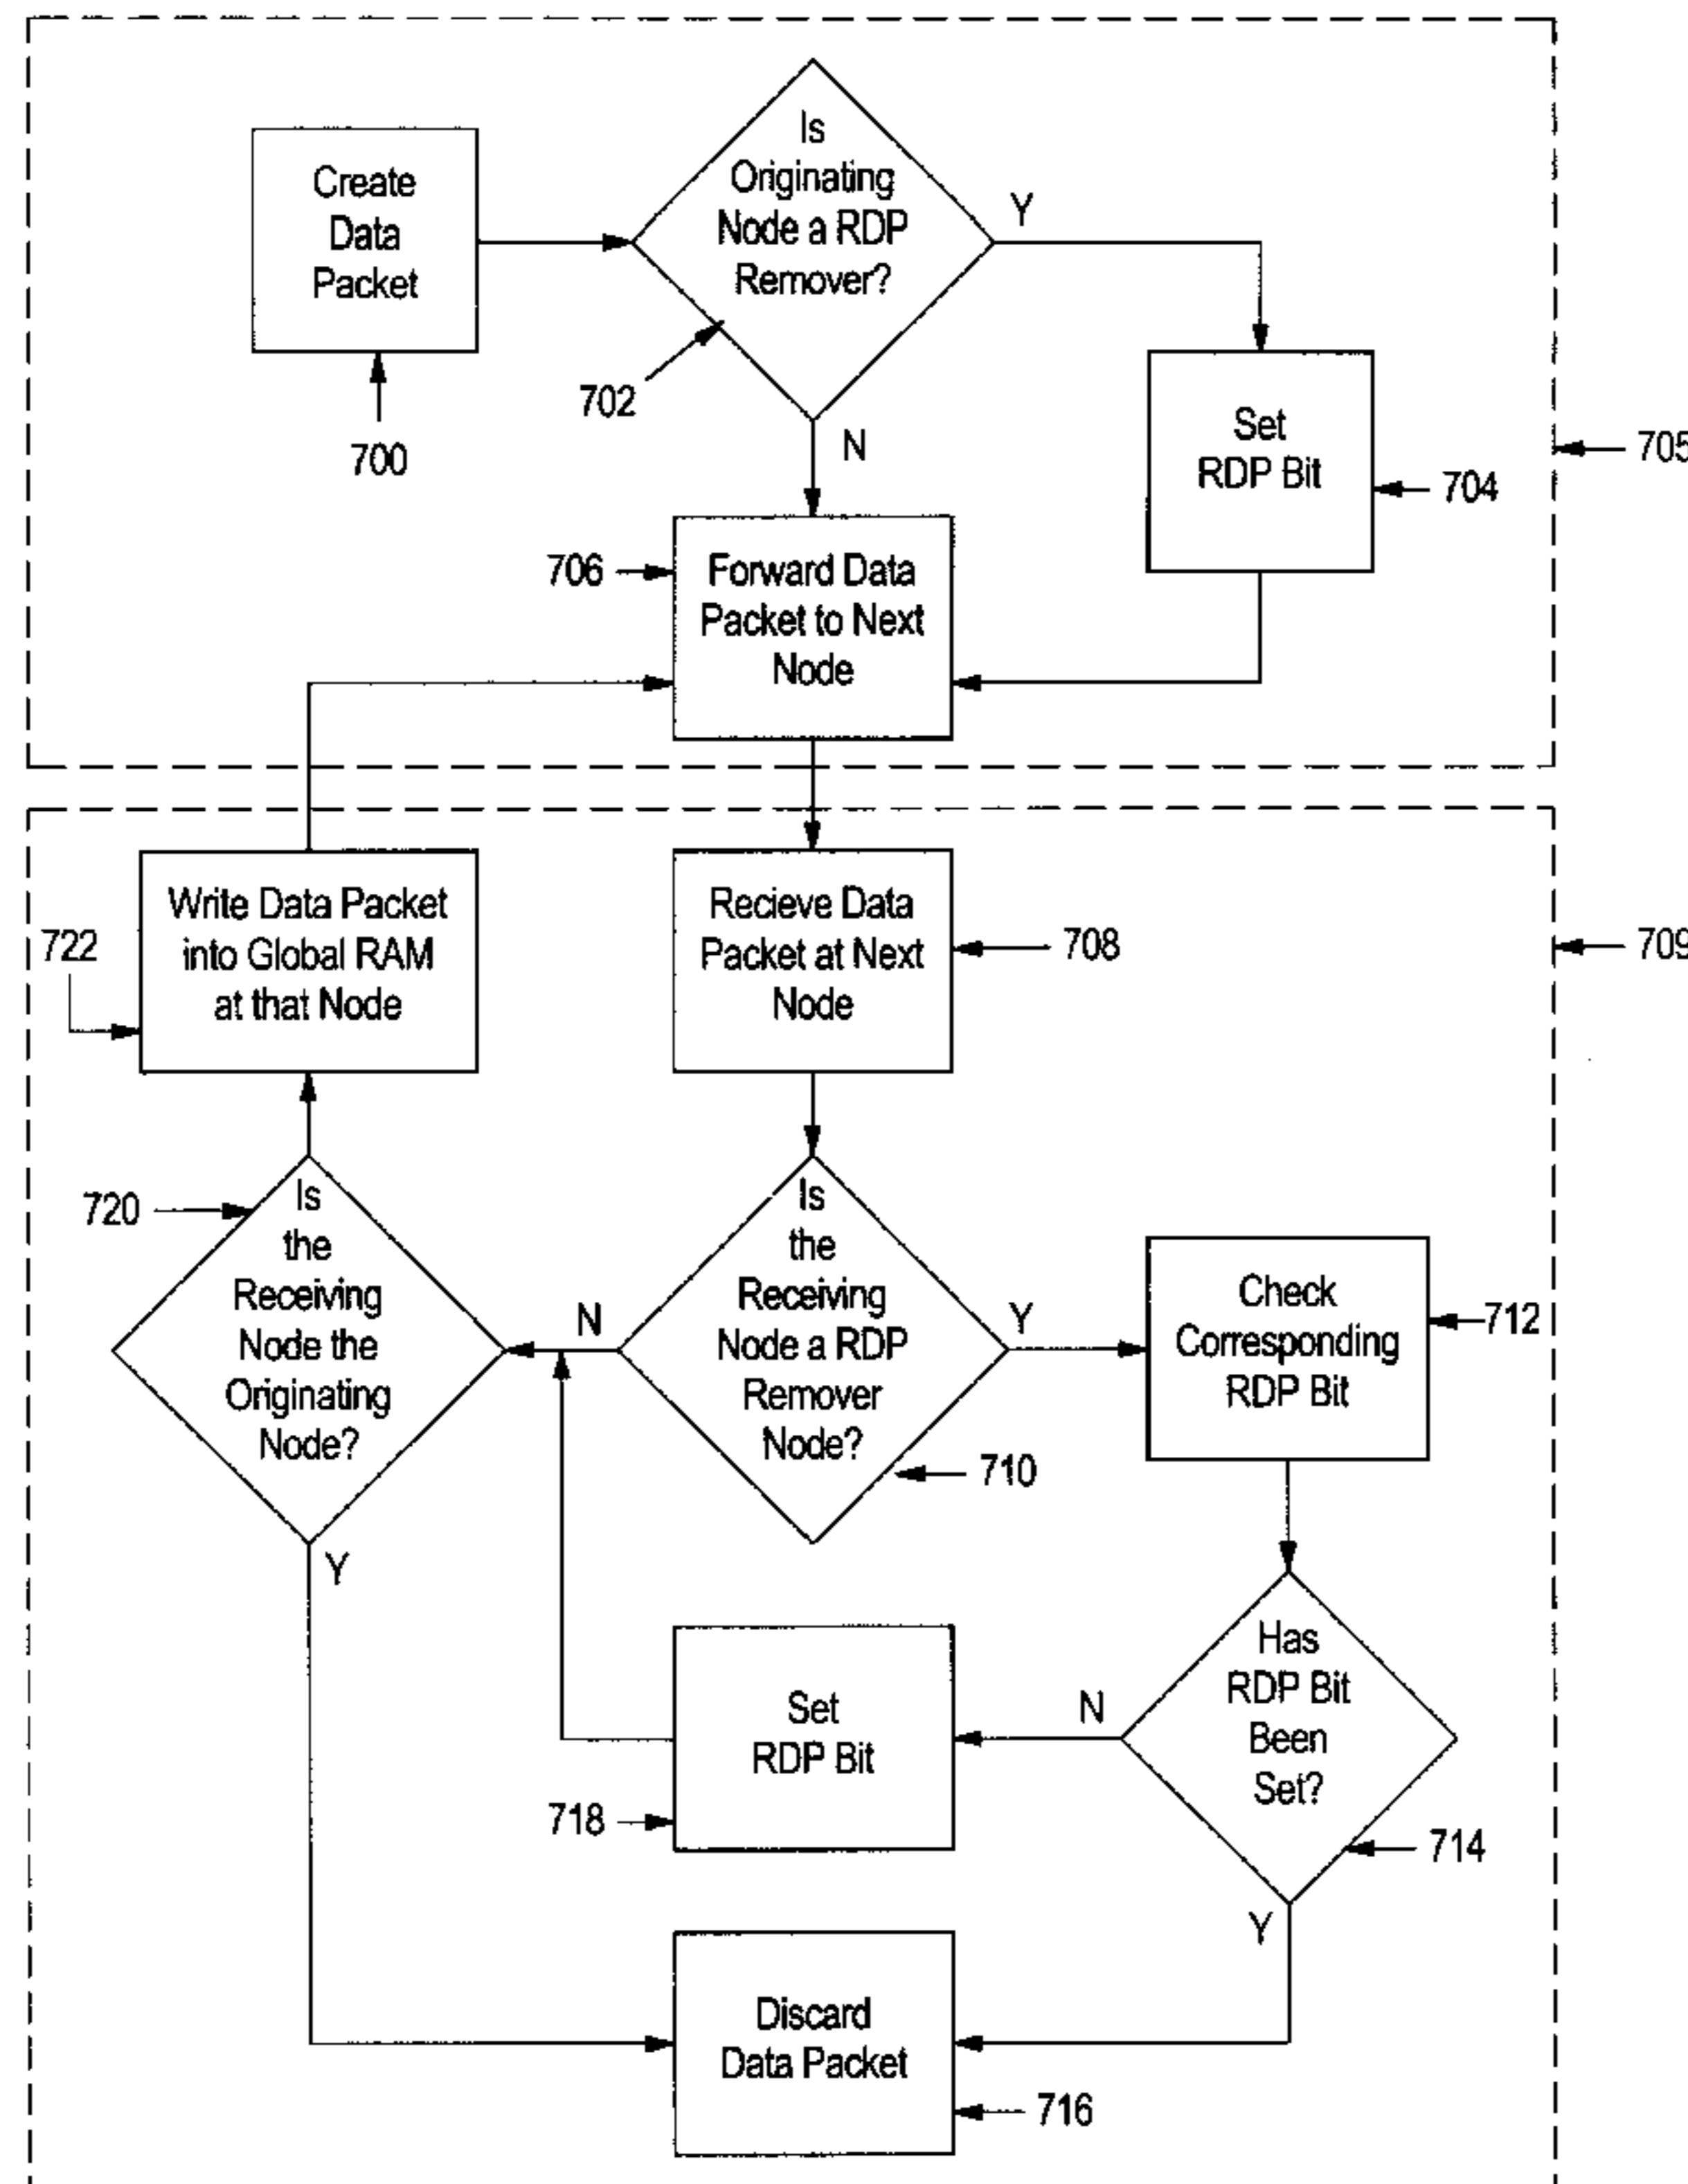 Create
Data
Packet
700
Is
Originating
Node a RDP
Remover?
702
Y
N
Set
RDP Bit
704
705
706
Forward Data
Packet to Next
Node
Write Data Packet
into Global RAM
at that Node
722
Recieve Data
Packet at Next
Node
708
709
720
Is
the
Receiving
Node the
Originating
Node?
Y
N
Is
the
Receiving
Node a RDP
Remover
Node?
710
Y
Check
Corresponding
RDP Bit
712
Has
RDP Bit
Been
Set?
714
N
Y
Set
RDP Bit
718
Discard
Data Packet
716